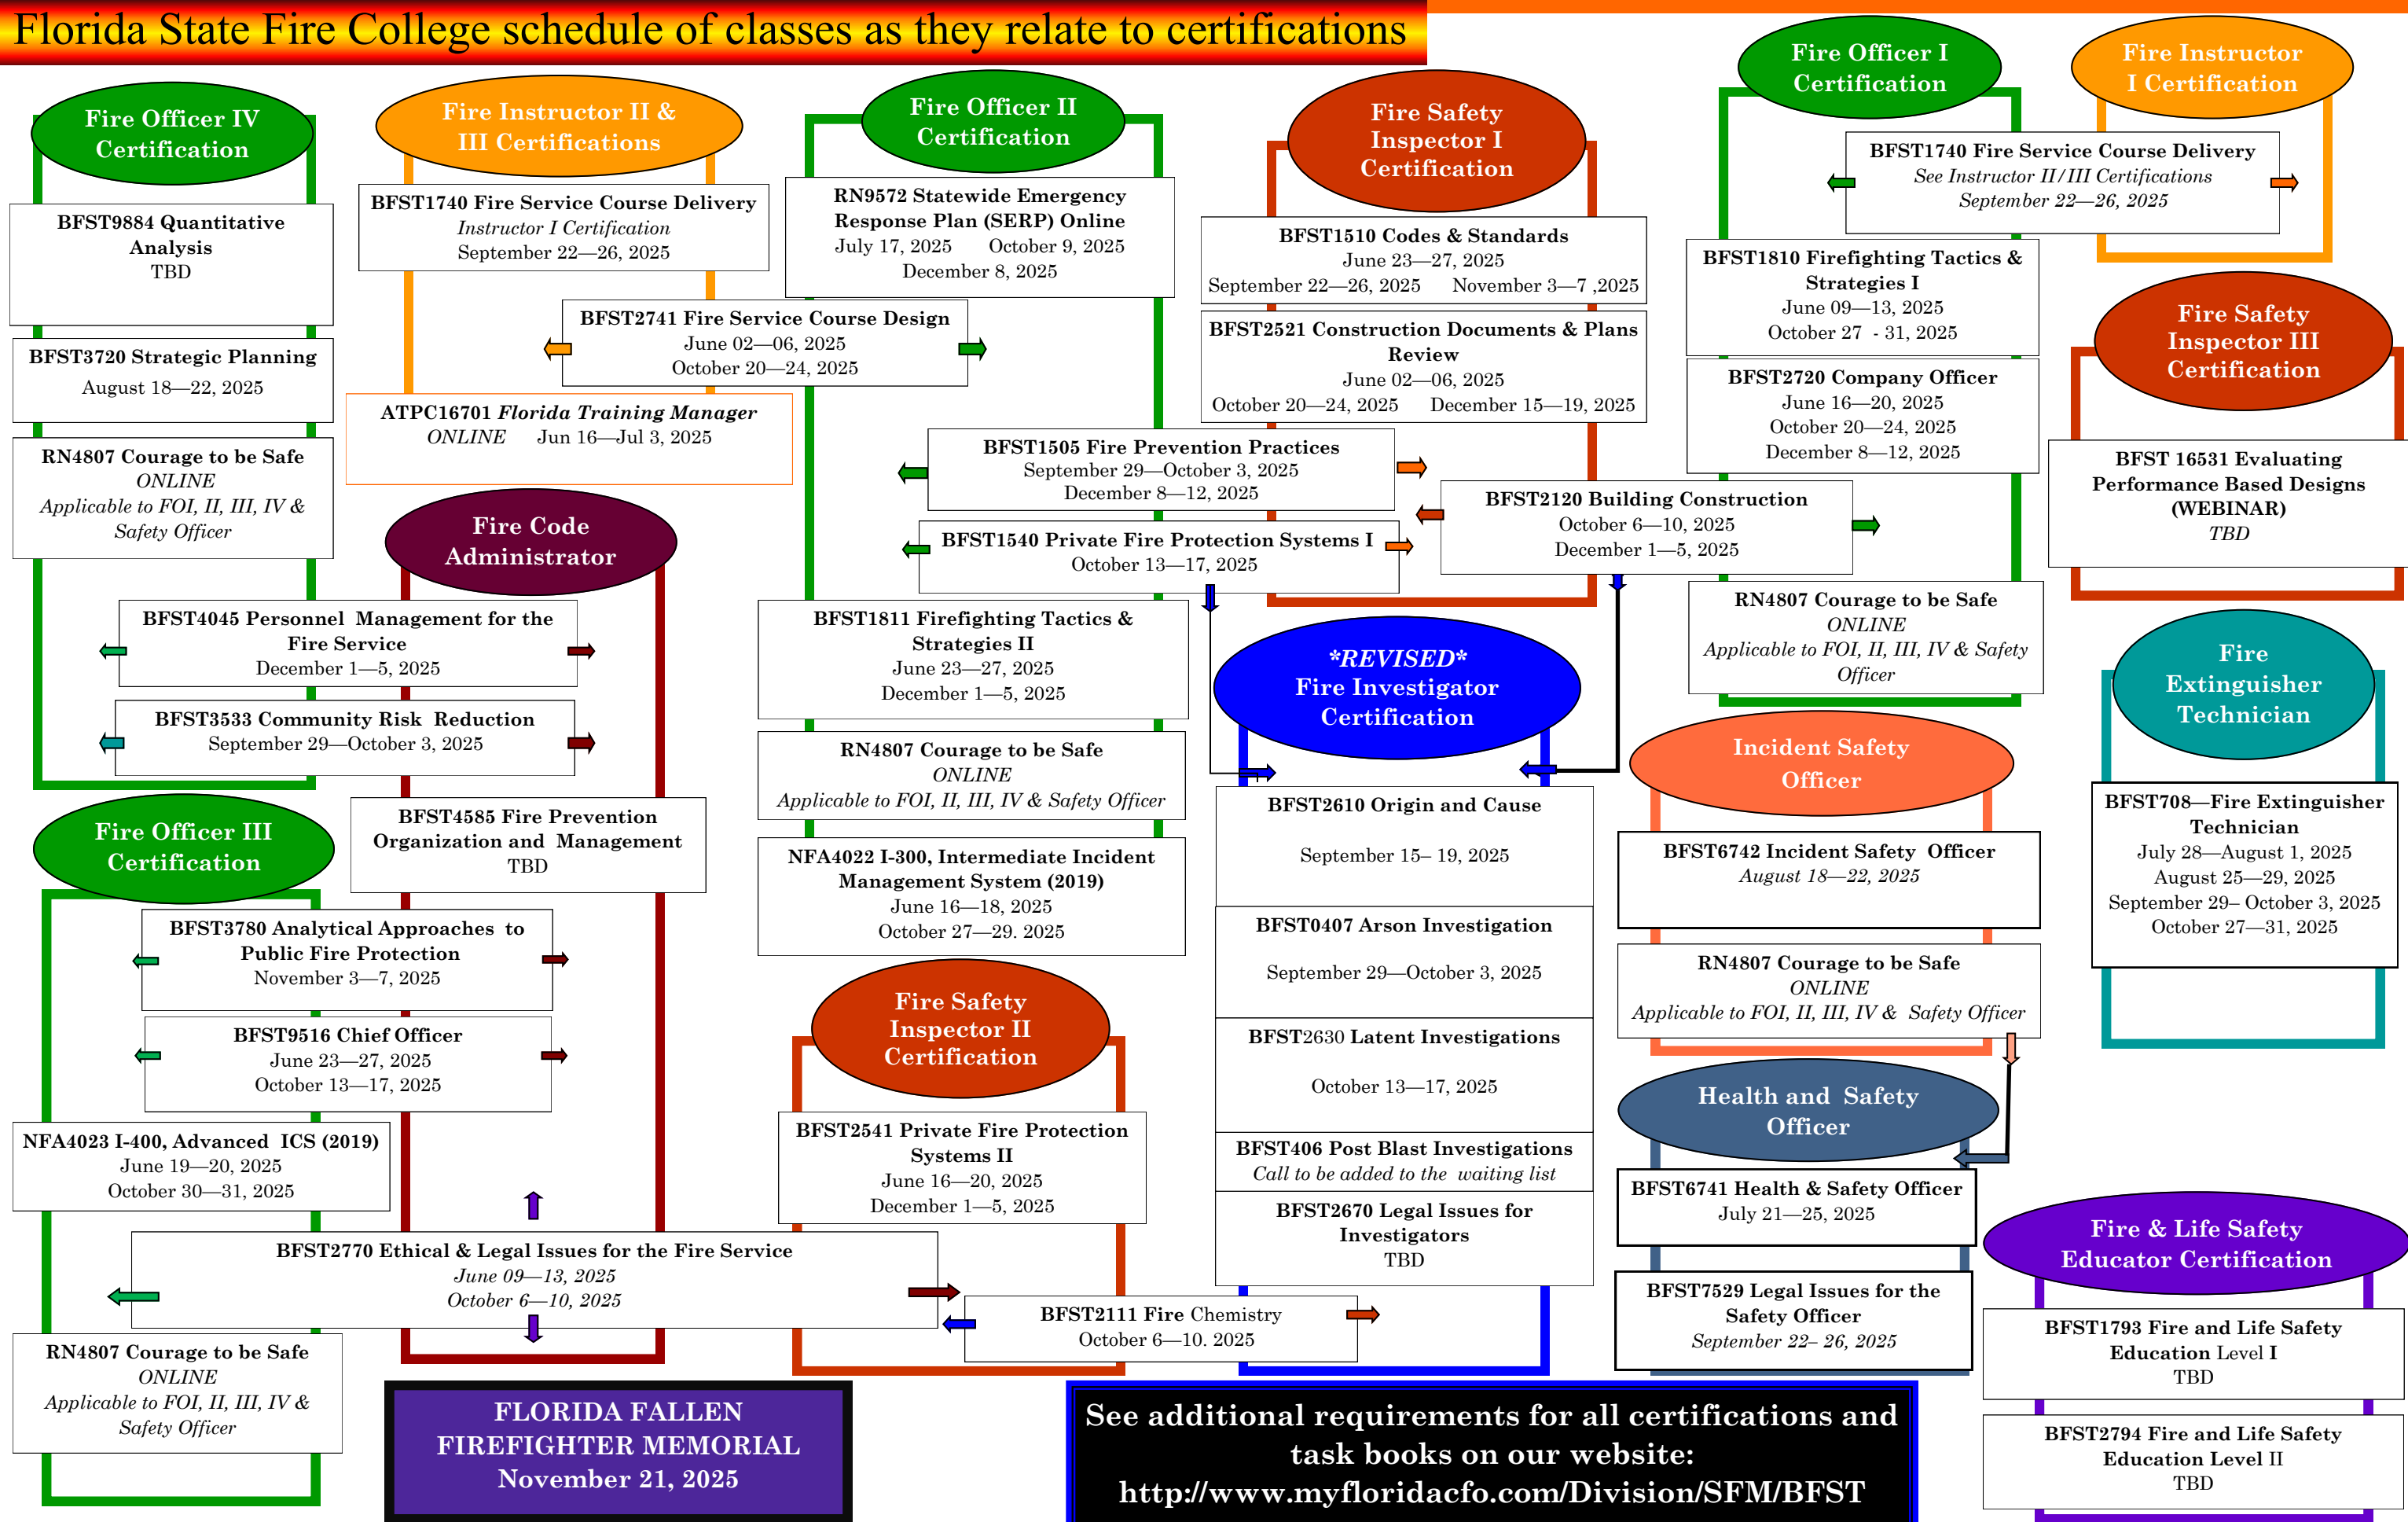 Florida State Fire College schedule of classes as they relate to certifications
Fire Officer IV
Certification
BFST9884 Quantitative
Analysis
TBD
BFST3720 Strategic Planning
August 18—22, 2025
RN4807 Courage to be Safe
ONLINE
Applicable to FOI, II, III, IV &
Safety Officer
Fire Instructor II &
III Certifications
BFST1740 Fire Service Course Delivery
Instructor I Certification
September 22—26, 2025
BFST2741 Fire Service Course Design
June 02—06, 2025
October 20—24, 2025
ATPC16701 Florida Training Manager
ONLINE Jun 16—Jul 3, 2025
Fire Code
Administrator
BFST4045 Personnel Management for the
Fire Service
December 1—5, 2025
BFST3533 Community Risk Reduction
September 29—October 3, 2025
BFST4585 Fire Prevention
Organization and Management
TBD
Fire Officer III
Certification
BFST3780 Analytical Approaches to
Public Fire Protection
November 3—7, 2025
BFST9516 Chief Officer
June 23—27, 2025
October 13—17, 2025
NFA4023 I-400, Advanced ICS (2019)
June 19—20, 2025
October 30—31, 2025
BFST2770 Ethical & Legal Issues for the Fire Service
June 09—13, 2025
October 6—10, 2025
RN4807 Courage to be Safe
ONLINE
Applicable to FOI, II, III, IV &
Safety Officer
FLORIDA FALLEN
FIREFIGHTER MEMORIAL
November 21, 2025
Fire Officer II
Certification
RN9572 Statewide Emergency
Response Plan (SERP) Online
July 17, 2025 October 9, 2025
December 8, 2025
BFST1505 Fire Prevention Practices
September 29—October 3, 2025
December 8—12, 2025
BFST1540 Private Fire Protection Systems I
October 13—17, 2025
BFST1811 Firefighting Tactics &
Strategies II
June 23—27, 2025
December 1—5, 2025
RN4807 Courage to be Safe
ONLINE
Applicable to FOI, II, III, IV & Safety Officer
NFA4022 I-300, Intermediate Incident
Management System (2019)
June 16—18, 2025
October 27—29. 2025
Fire Safety
Inspector II
Certification
BFST2541 Private Fire Protection
Systems II
June 16—20, 2025
December 1—5, 2025
BFST2111 Fire Chemistry
October 6—10. 2025
Fire Safety
Inspector I
Certification
BFST1510 Codes & Standards
June 23—27, 2025
September 22—26, 2025 November 3—7 ,2025
BFST2521 Construction Documents & Plans
Review
June 02—06, 2025
October 20—24, 2025 December 15—19, 2025
BFST2120 Building Construction
October 6—10, 2025
December 1—5, 2025
*REVISED*
Fire Investigator
Certification
BFST2610 Origin and Cause
September 15– 19, 2025
BFST0407 Arson Investigation
September 29—October 3, 2025
BFST2630 Latent Investigations
October 13—17, 2025
BFST406 Post Blast Investigations
Call to be added to the waiting list
BFST2670 Legal Issues for
Investigators
TBD
See additional requirements for all certifications and
task books on our website:
http://www.myfloridacfo.com/Division/SFM/BFST
Fire Officer I
Certification
Fire Instructor
I Certification
BFST1740 Fire Service Course Delivery
See Instructor II/III Certifications
September 22—26, 2025
BFST1810 Firefighting Tactics &
Strategies I
June 09—13, 2025
October 27 - 31, 2025
BFST2720 Company Officer
June 16—20, 2025
October 20—24, 2025
December 8—12, 2025
RN4807 Courage to be Safe
ONLINE
Applicable to FOI, II, III, IV & Safety
Officer
Fire Safety
Inspector III
Certification
BFST 16531 Evaluating
Performance Based Designs
(WEBINAR)
TBD
Incident Safety
Officer
BFST6742 Incident Safety Officer
August 18—22, 2025
RN4807 Courage to be Safe
ONLINE
Applicable to FOI, II, III, IV & Safety Officer
Health and Safety
Officer
BFST6741 Health & Safety Officer
July 21—25, 2025
BFST7529 Legal Issues for the
Safety Officer
September 22– 26, 2025
Fire
Extinguisher
Technician
BFST708—Fire Extinguisher
Technician
July 28—August 1, 2025
August 25—29, 2025
September 29– October 3, 2025
October 27—31, 2025
Fire & Life Safety
Educator Certification
BFST1793 Fire and Life Safety
Education Level I
TBD
BFST2794 Fire and Life Safety
Education Level II
TBD